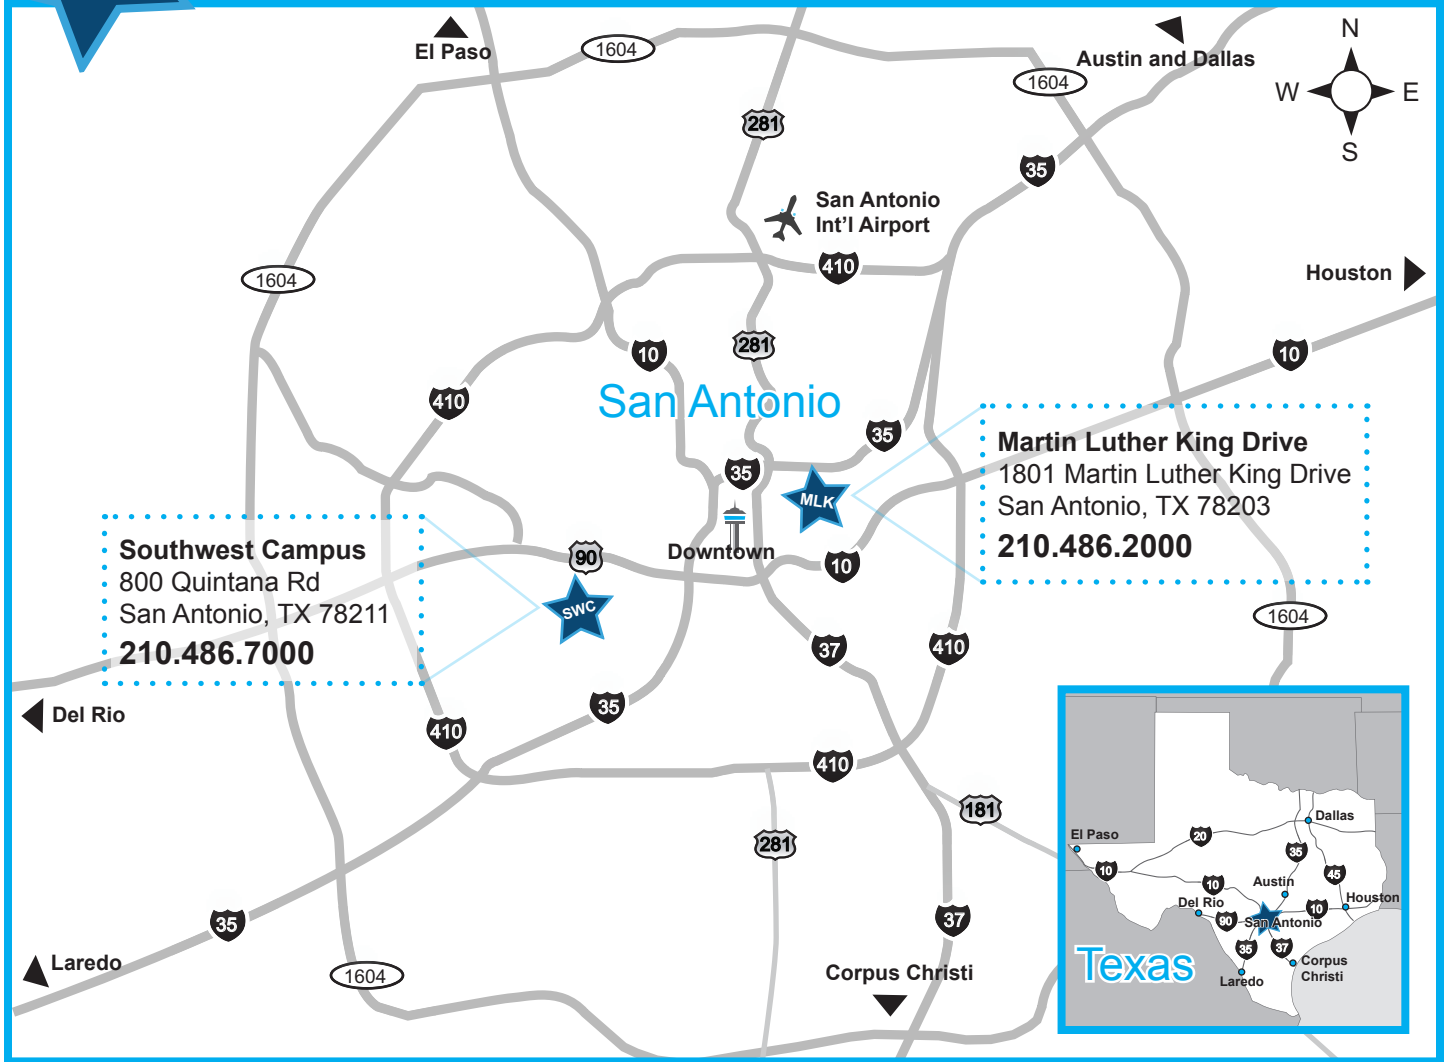 El Paso
1604
Austin and Dallas
1604
N
W
E
S
281
35
San Antonio
Int'l Airport
410
1604
Houston
10
281
10
410
San Antonio
35
Martin Luther King Drive
1801 Martin Luther King Drive
San Antonio, TX 78203
210.486.2000
35
MLK
Downtown
90
10
Southwest Campus
800 Quintana Rd
San Antonio, TX 78211
210.486.7000
SWC
1604
37
410
Del Rio
35
410
410
181
281
37
35
Laredo
1604
Corpus Christi
Dallas
El Paso
20
35
10
45
10
Austin
Del Rio
Houston
10
90
San Antonio
35
37
Texas
Corpus
Christi
Laredo